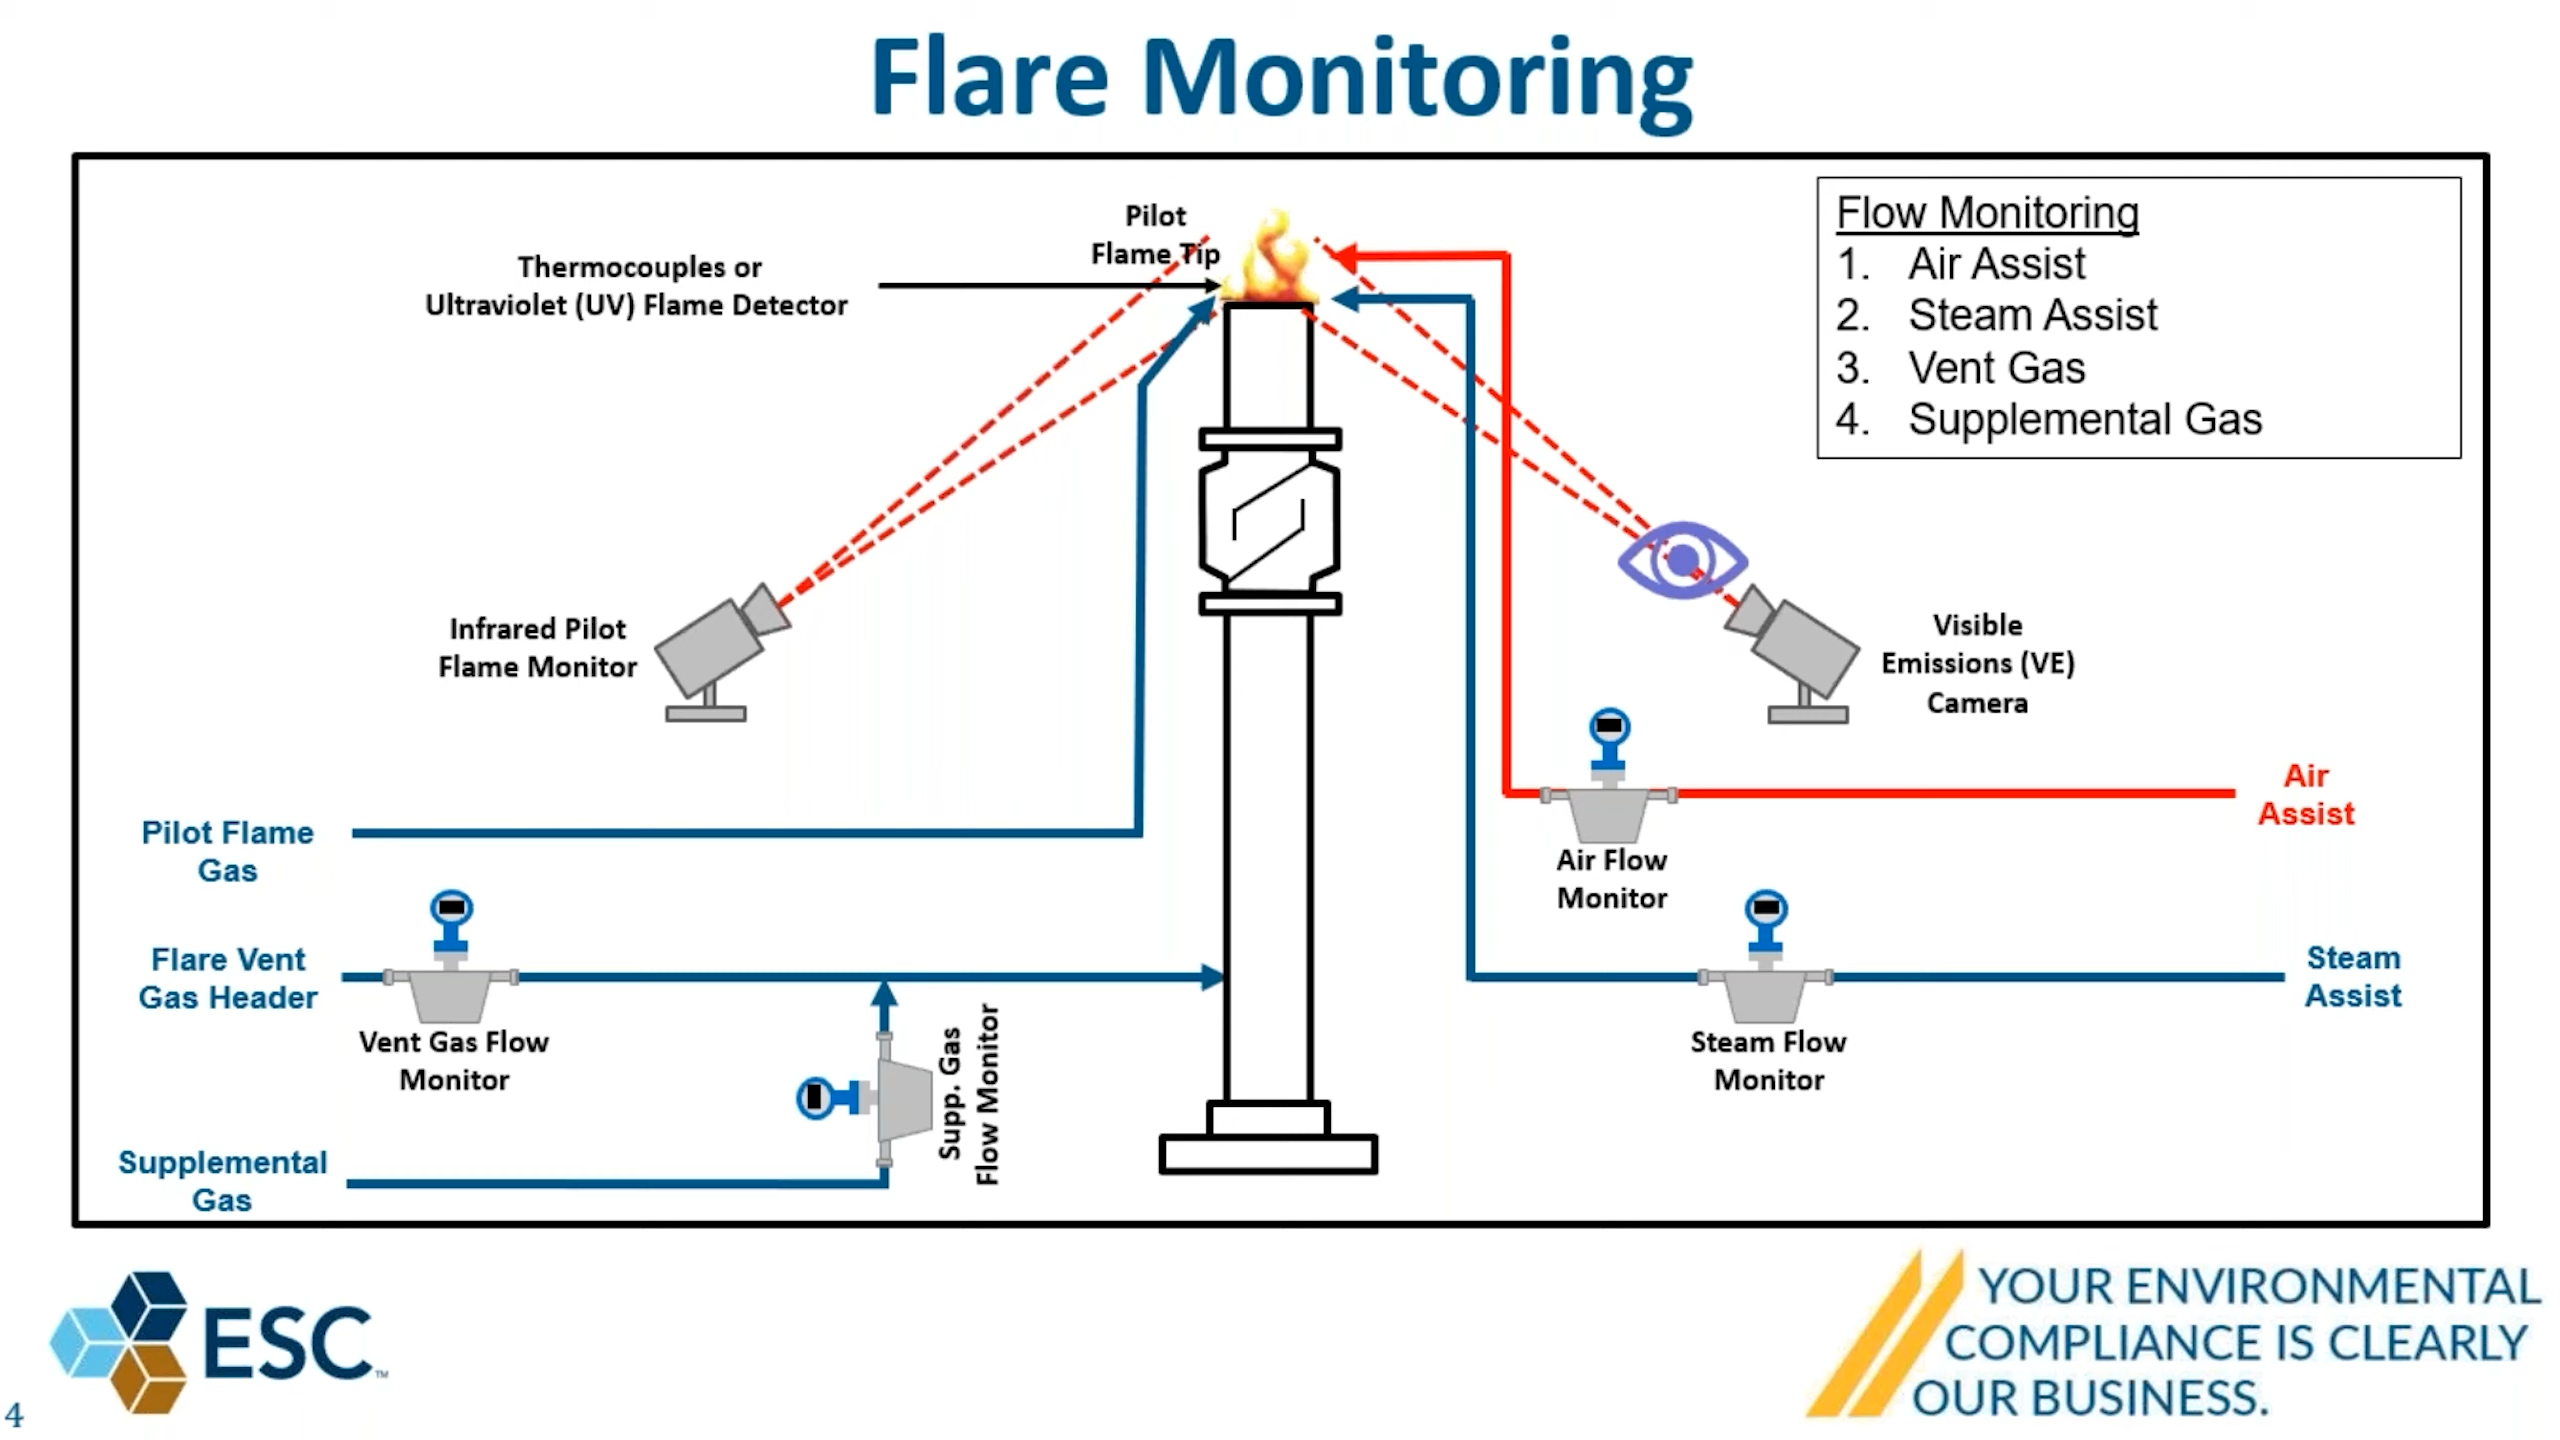 Flare Monitoring
Flow Monitoring
1. Air Assist
2. Steam Assist
3. Vent Gas
4. Supplemental Gas
Pilot
Flame Tip
Thermocouples or
Ultraviolet (UV) Flame Detector
Infrared Pilot
Flame Monitor
Visible
Emissions (VE)
Camera
Air
Assist
Air Flow
Monitor
Pilot Flame
Gas
Flare Vent
Gas Header
Vent Gas Flow
Monitor
Supp. Gas
Flow Monitor
Steam
Assist
Steam Flow
Monitor
Supplemental
Gas
ESC™
YOUR ENVIRONMENTAL
COMPLIANCE IS CLEARLY
OUR BUSINESS.
4